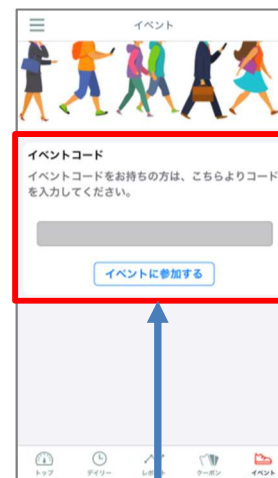 イベント
イベントコード
イベントコードをお持ちの方は、こちらよりコード
を入力してください。
イベントに参加する
トップ
デイリー
クーポン
イベント